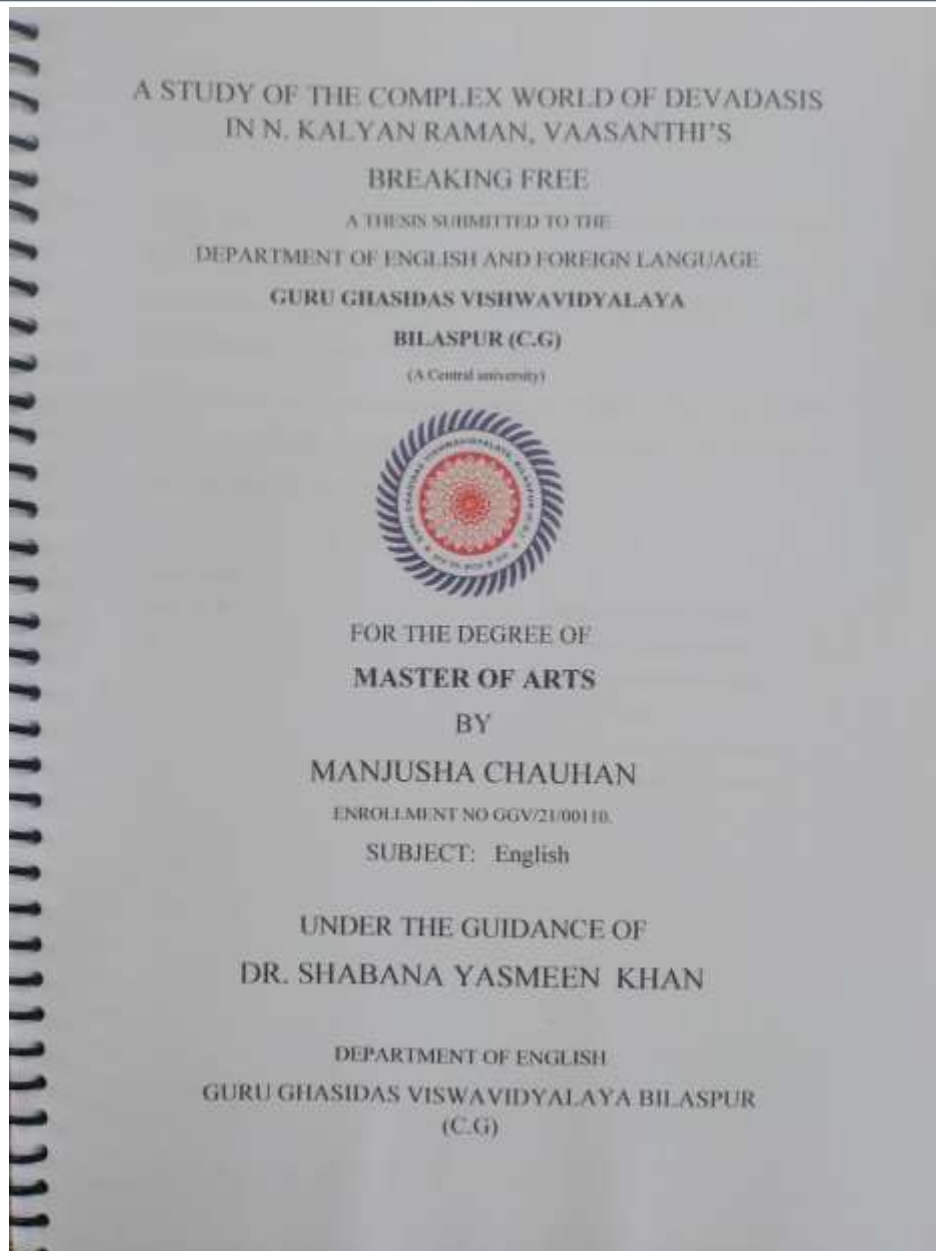 A STUDY OF THE COMPLEX WORLD OF DEVADASIS
IN N. KALYAN RAMAN, VAASANTHI'S
BREAKING FREE
A THESIS SUBMITTED TO THE
DEPARTMENT OF ENGLISH AND FOREIGN LANGUAGE
GURU GHASIDAS VISHWAVIDYALAYA
BILASPUR (C.G)
(A Central university)
FOR THE DEGREE OF
MASTER OF ARTS
BY
MANJUSHA CHAUHAN
ENROLLMENT NO GGV/21/00110.
SUBJECT: English
UNDER THE GUIDANCE OF
DR. SHABANA YASMEEN KHAN
DEPARTMENT OF ENGLISH
GURU GHASIDAS VISWAVIDYALAYA BILASPUR
(C.G)